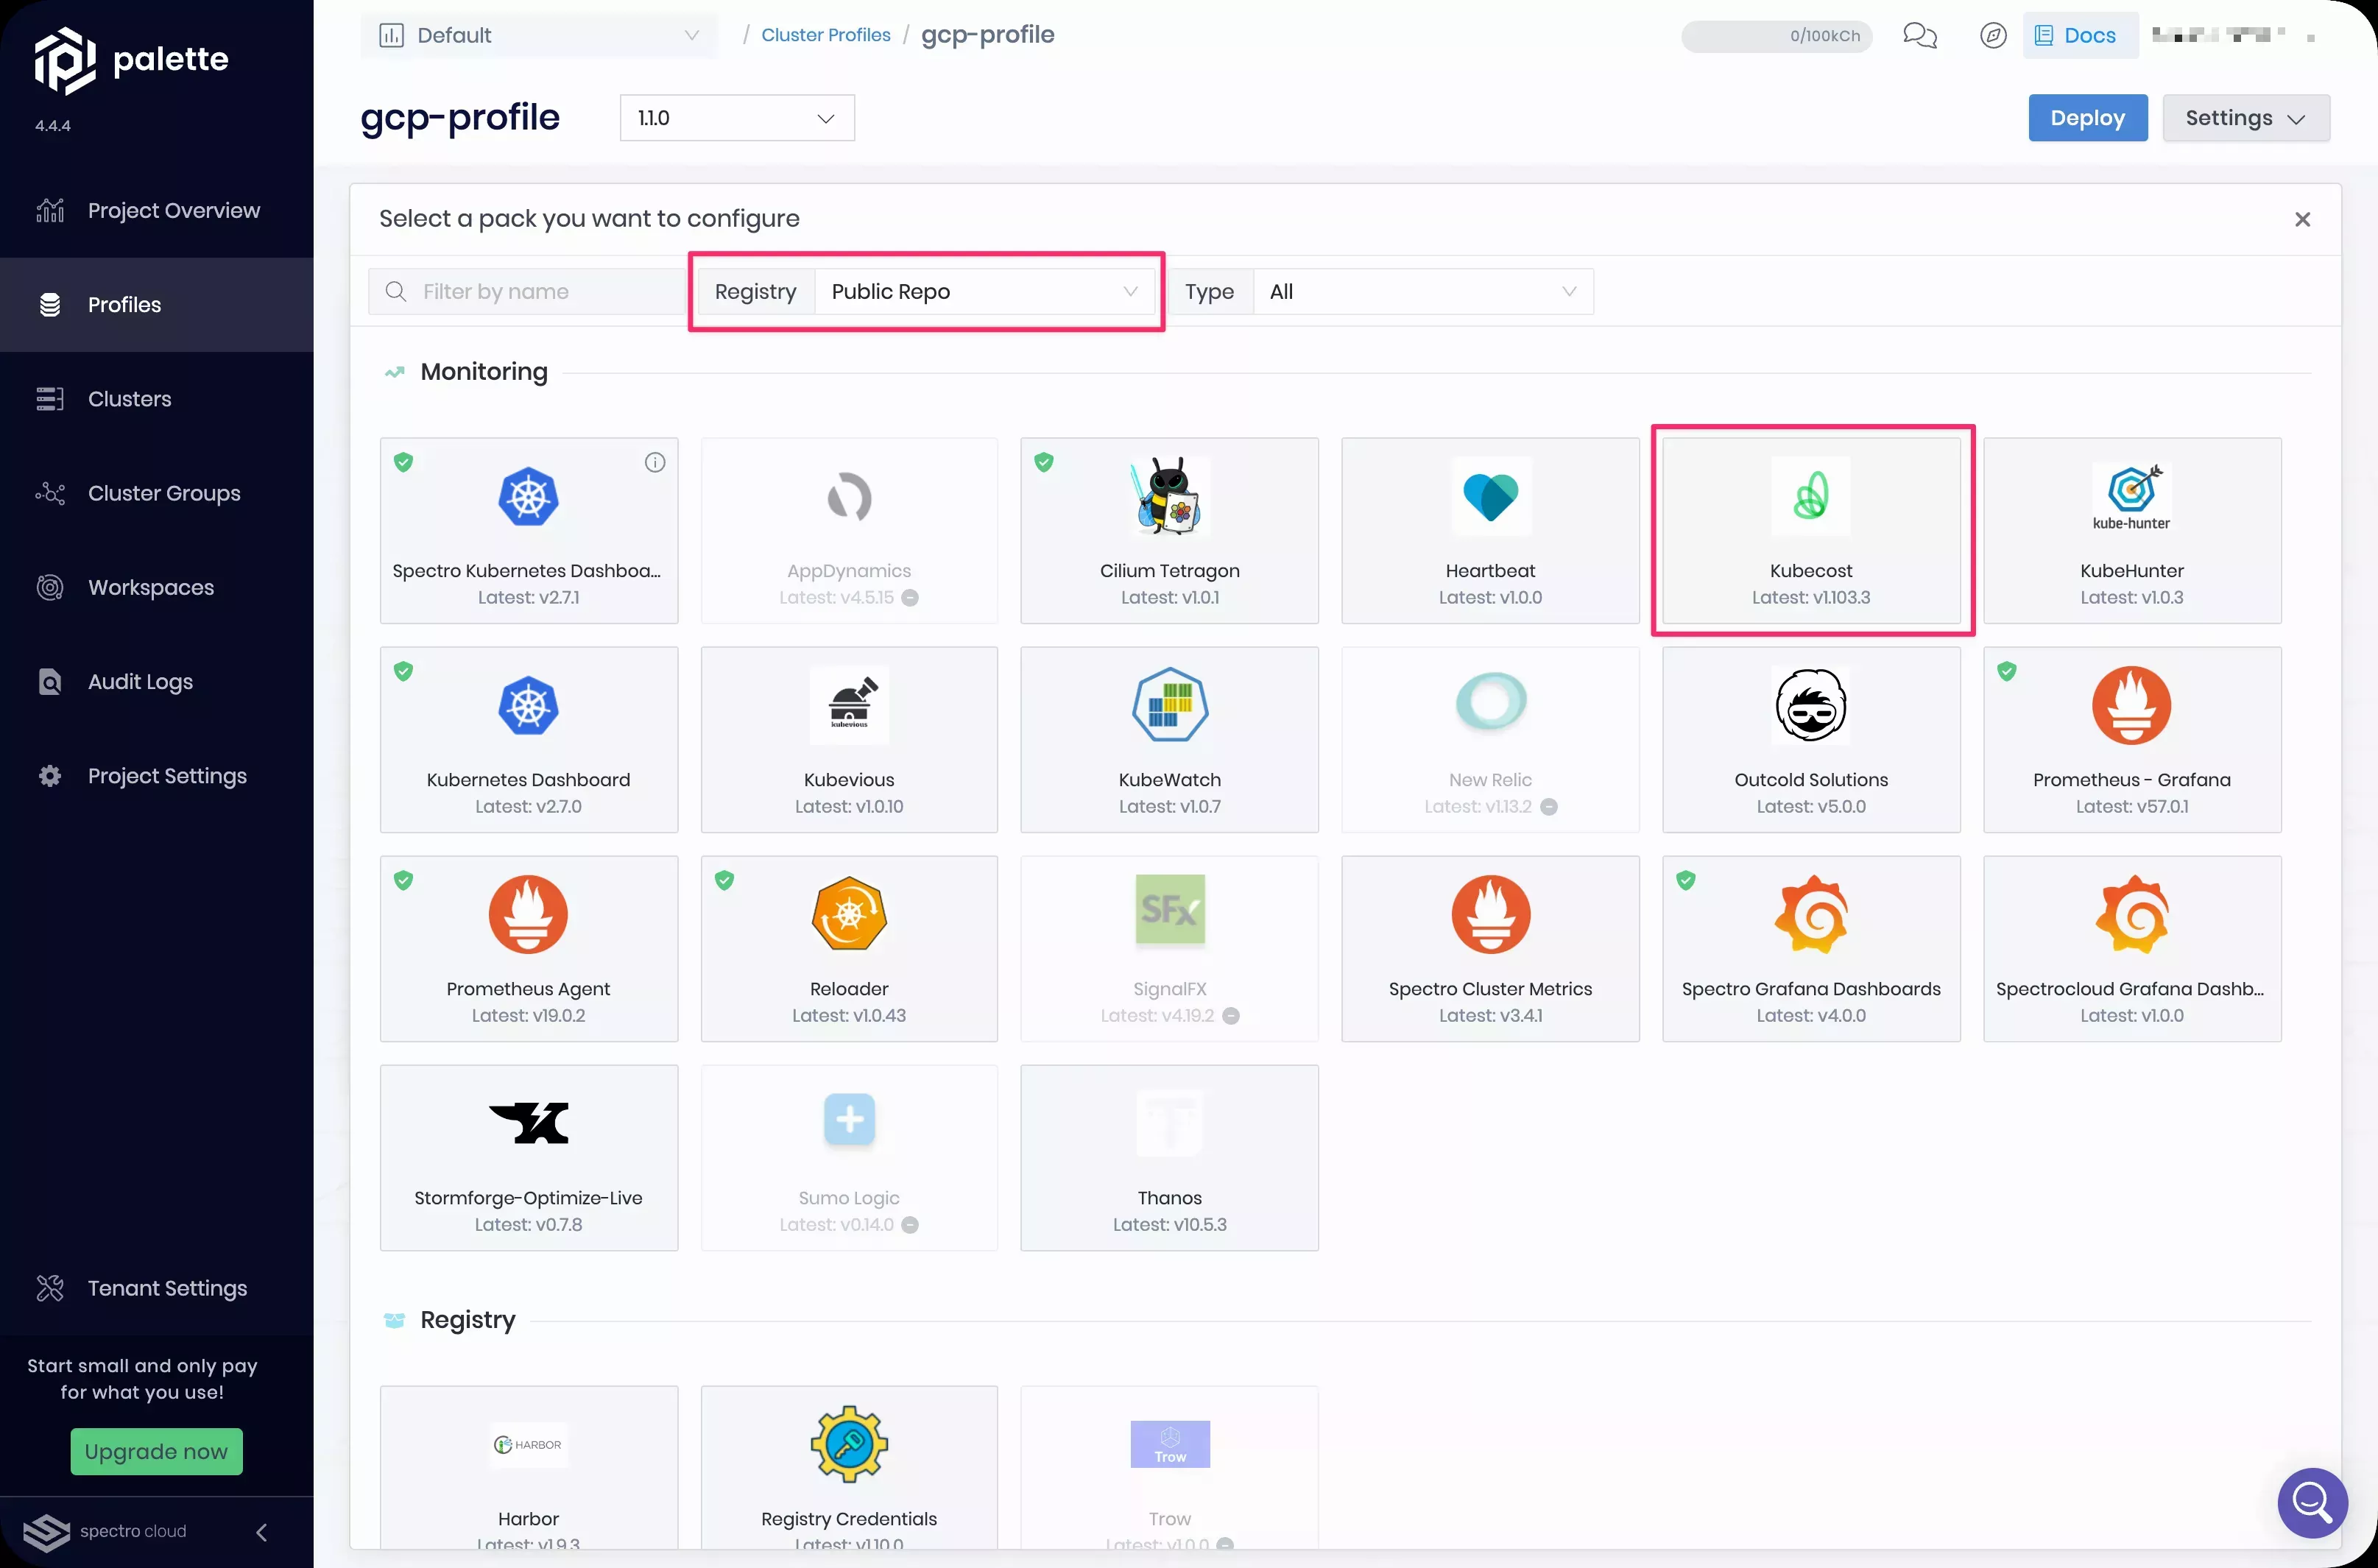 palette
4.4.4
Project Overview
Profiles
Clusters
Cluster Groups
Workspaces
Audit Logs
Project Settings
Tenant Settings
Start small and only pay
for what you use!
Upgrade now
spectro cloud
Default
/ Cluster Profiles / gcp-profile
0/100kCh
Docs
gcp-profile
1.1.0
Deploy
Settings
Select a pack you want to configure
Filter by name
Registry
Public Repo
Type
All
Monitoring
Spectro Kubernetes Dashboa...
Latest: v2.7.1
AppDynamics
Latest: v4.5.15
Cilium Tetragon
Latest: v1.0.1
Heartbeat
Latest: v1.0.0
Kubecost
Latest: v1.103.3
kube-hunter
KubeHunter
Latest: v1.0.3
Kubernetes Dashboard
Latest: v2.7.0
kubevious
Kubevious
Latest: v1.0.10
KubeWatch
Latest: v1.0.7
New Relic
Latest: v1.13.2
Outcold Solutions
Latest: v5.0.0
Prometheus - Grafana
Latest: v57.0.1
Prometheus Agent
Latest: v19.0.2
Reloader
Latest: v1.0.43
SFx
SignalFX
Latest: v4.19.2
Spectro Cluster Metrics
Latest: v3.4.1
Spectro Grafana Dashboards
Latest: v4.0.0
Spectrocloud Grafana Dashb...
Latest: v1.0.0
Stormforge-Optimize-Live
Latest: v0.7.8
Sumo Logic
Latest: v0.14.0
Thanos
Latest: v10.5.3
Registry
HARBOR
Harbor
Latest: v1.9.3
Registry Credentials
Latest: v1.10.0
Trow
Trow
Latest: v1.0.0